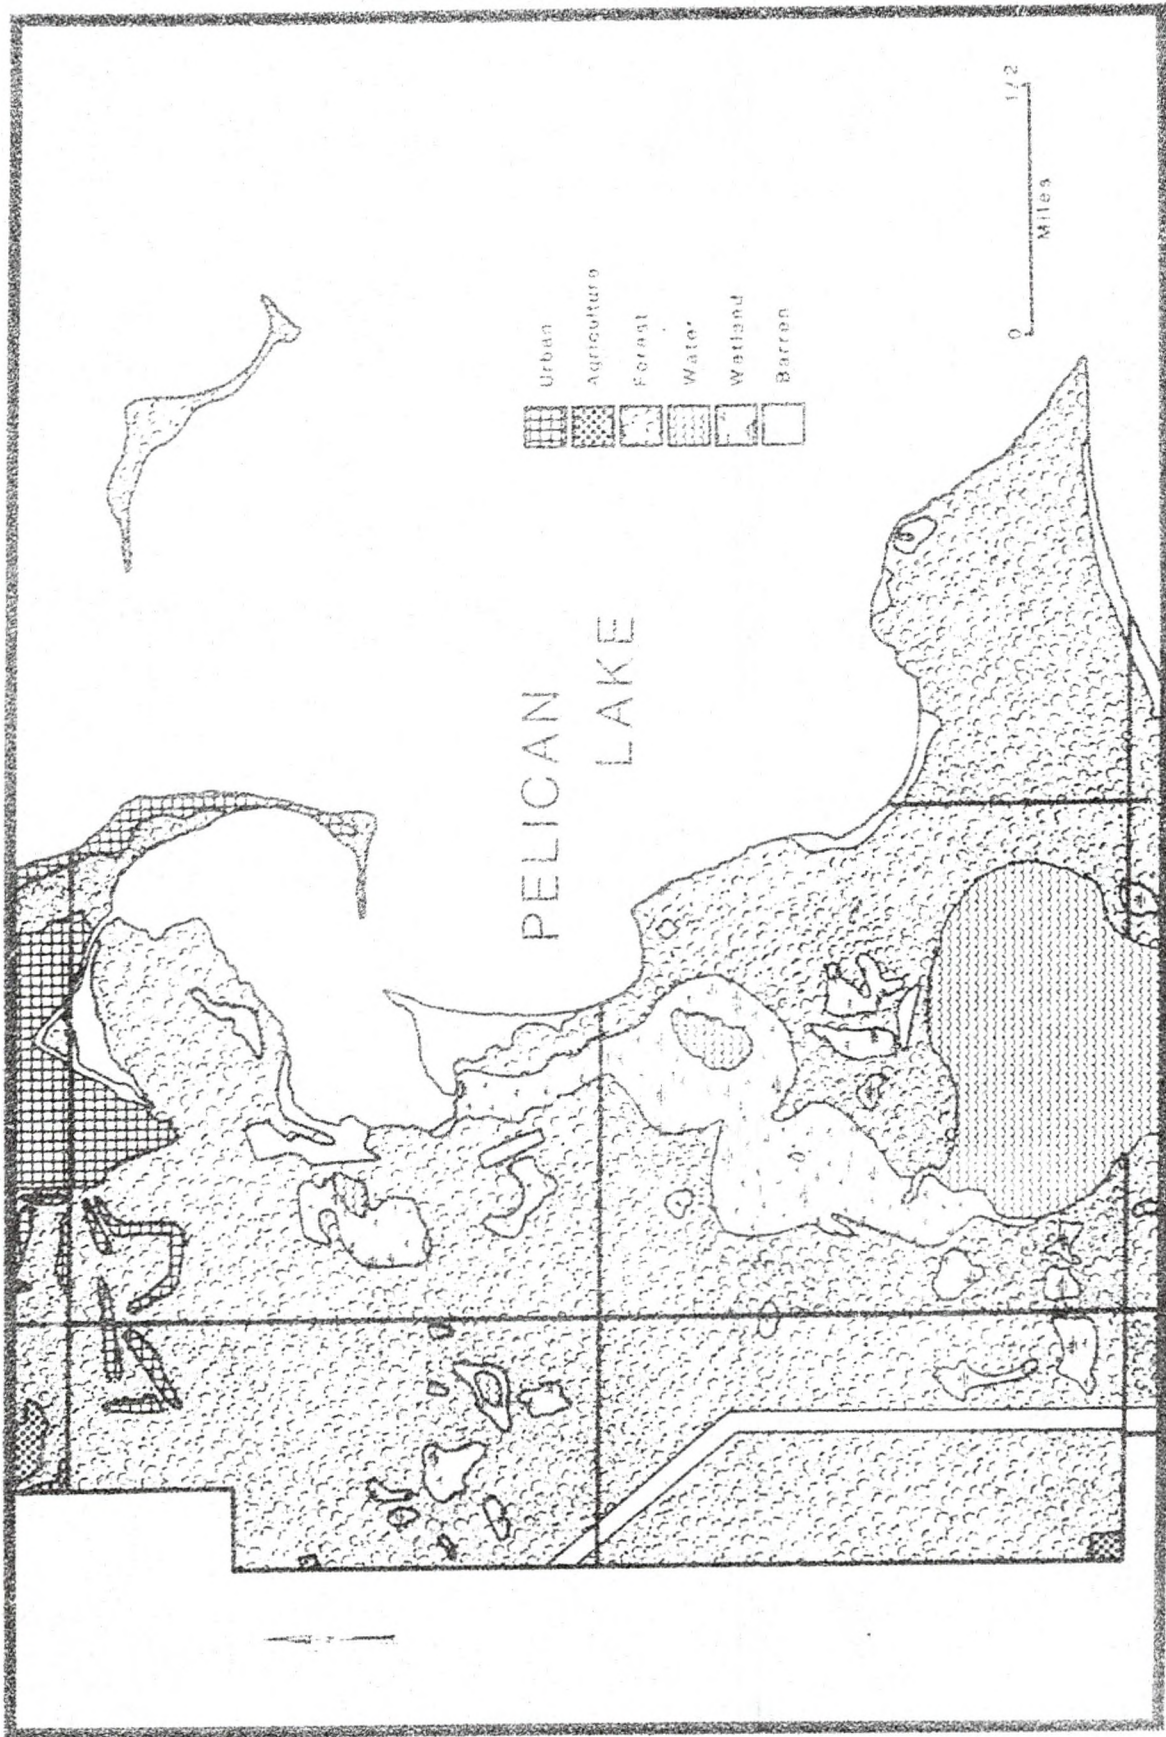 PELICAN
LAKE
Urban
Agriculture
Forest
Water
Wetland
Barren
0 1/2
Miles